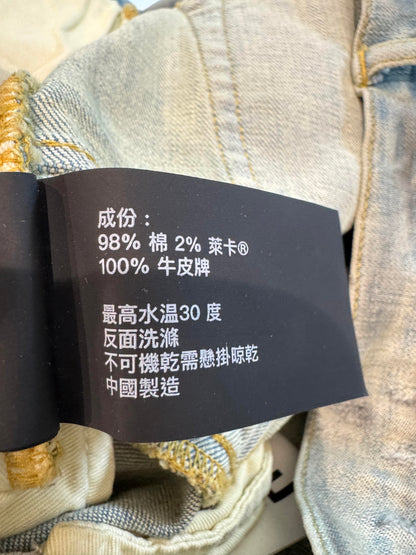 成份：
98% 棉 2% 萊卡®
100% 牛皮牌
最高水温30 度
反面洗滌
不可機乾需懸掛晾乾
中國製造